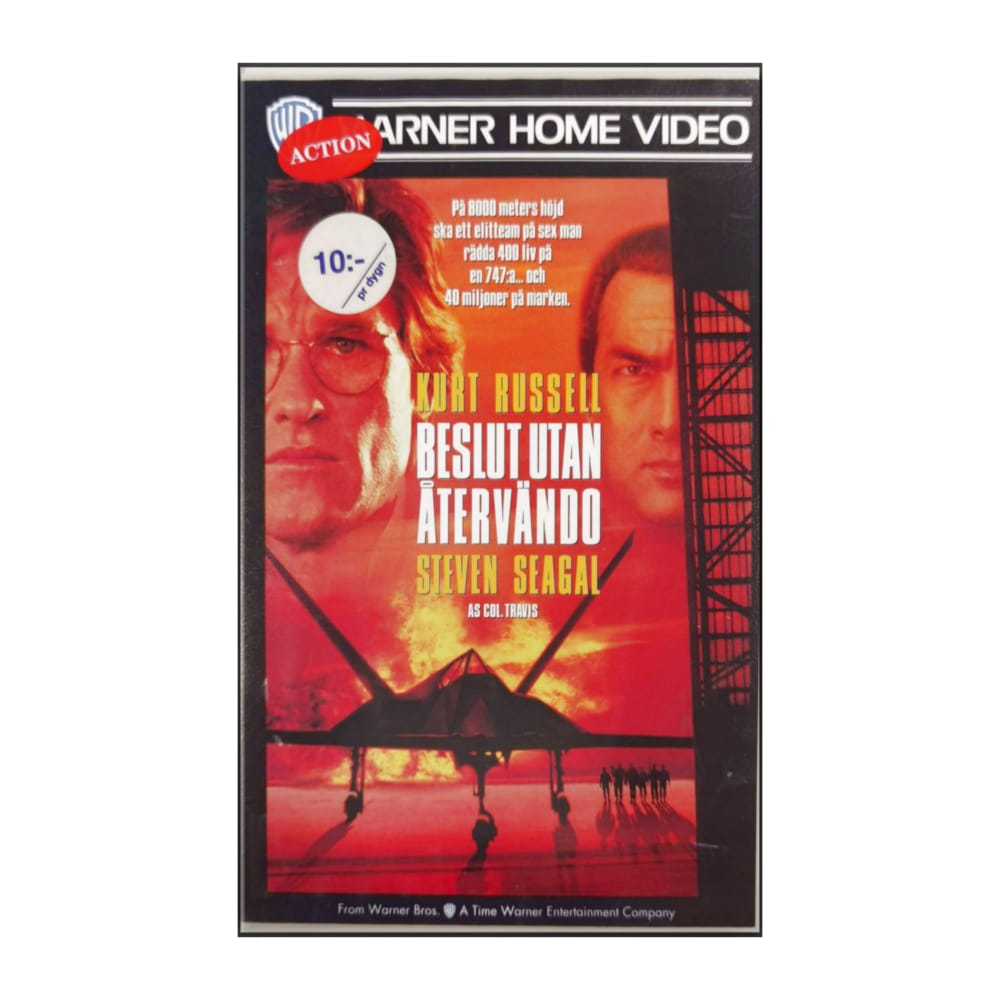 WARNER HOME VIDEO
ACTION
10:-
pr dygn
På 8000 meters höjd
ska ett elitteam på sex man
rädda 400 liv på
en 747:a... och
40 miljoner på marken.
KURT RUSSELL
BESLUT UTAN
ÅTERVÄNDO
STEVEN SEAGAL
AS COL. TRAVIS
From Warner Bros. A Time Warner Entertainment Company